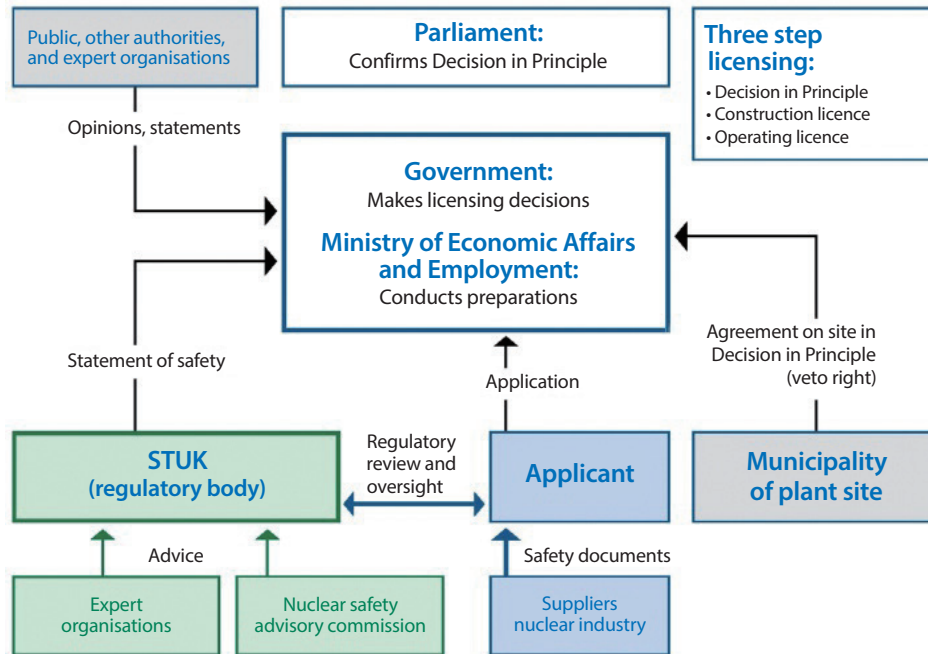 Public, other authorities,
and expert organisations
Parliament:
Confirms Decision in Principle
Three step
licensing:
• Decision in Principle
• Construction licence
• Operating licence
Opinions, statements
Government:
Makes licensing decisions
Ministry of Economic Affairs
and Employment:
Conducts preparations
Statement of safety
Application
Agreement on site in
Decision in Principle
(veto right)
STUK
(regulatory body)
Regulatory
review and
oversight
Applicant
Municipality
of plant site
Advice
Safety documents
Expert
organisations
Nuclear safety
advisory commission
Suppliers
nuclear industry